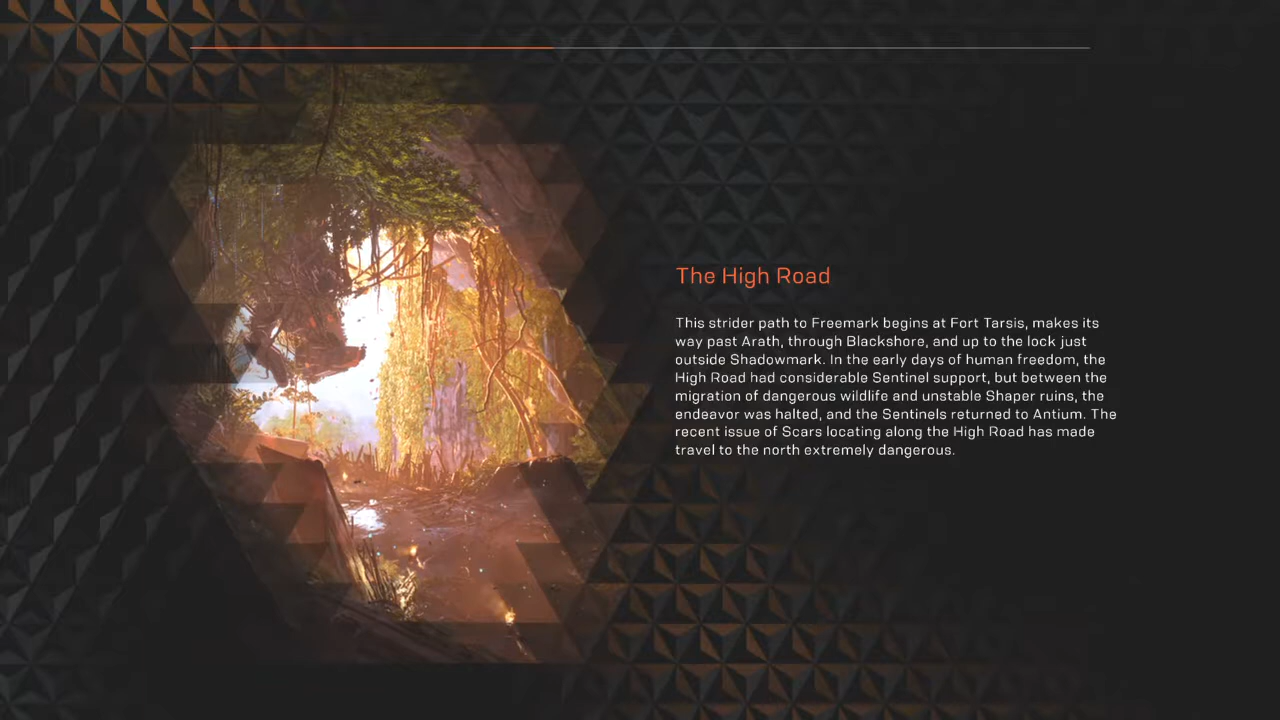 The High Road
This strider path to Freemark begins at Fort Tarsis, makes its
way past Arath, through Blackshore, and up to the lock just
outside Shadowmark. In the early days of human freedom, the
High Road had considerable Sentinel support, but between the
migration of dangerous wildlife and unstable Shaper ruins, the
endeavor was halted, and the Sentinels returned to Antium. The
recent issue of Scars locating along the High Road has made
travel to the north extremely dangerous.